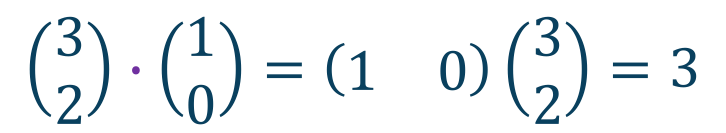 (3 2) · (1 0) = (1 0) (3 2) = 3